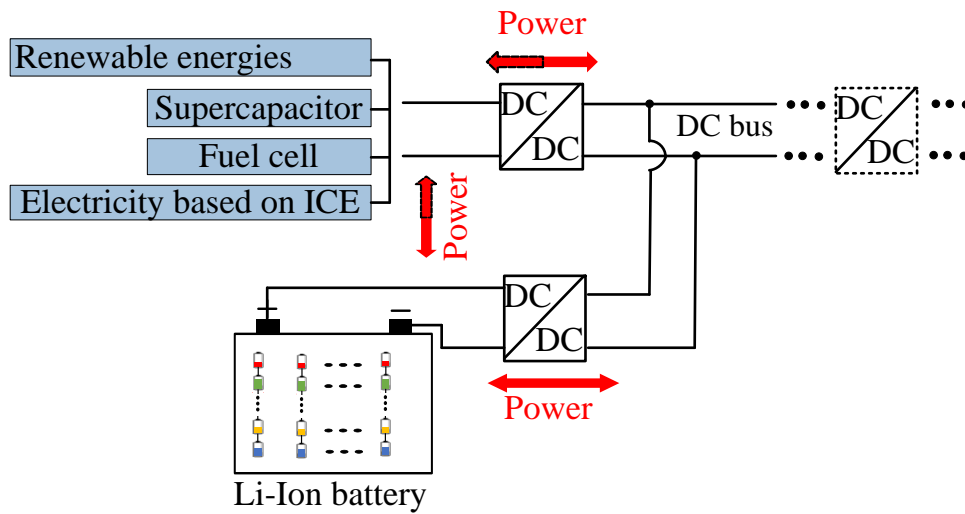 Power
Renewable energies
Supercapacitor
Fuel cell
Electricity based on ICE
DC
DC
DC bus
DC
DC
Power
DC
DC
Power
Li-Ion battery